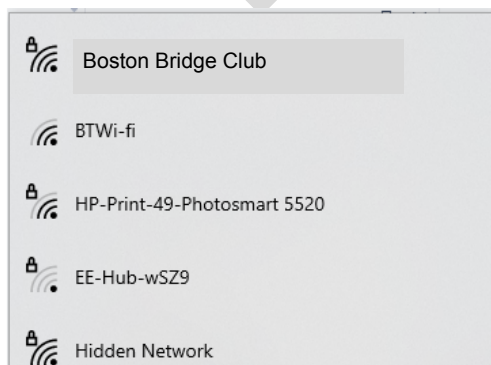 Boston Bridge Club
BTWi-fi
HP-Print-49-Photosmart 5520
EE-Hub-wSZ9
Hidden Network